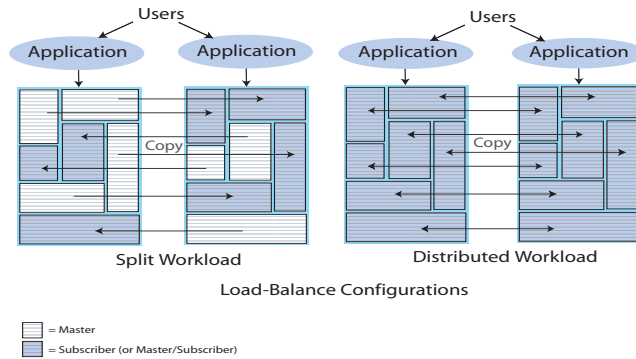 Users
Application
Application
Copy
Split Workload
Users
Application
Application
Copy
Distributed Workload
Load-Balance Configurations
= Master
= Subscriber (or Master/Subscriber)